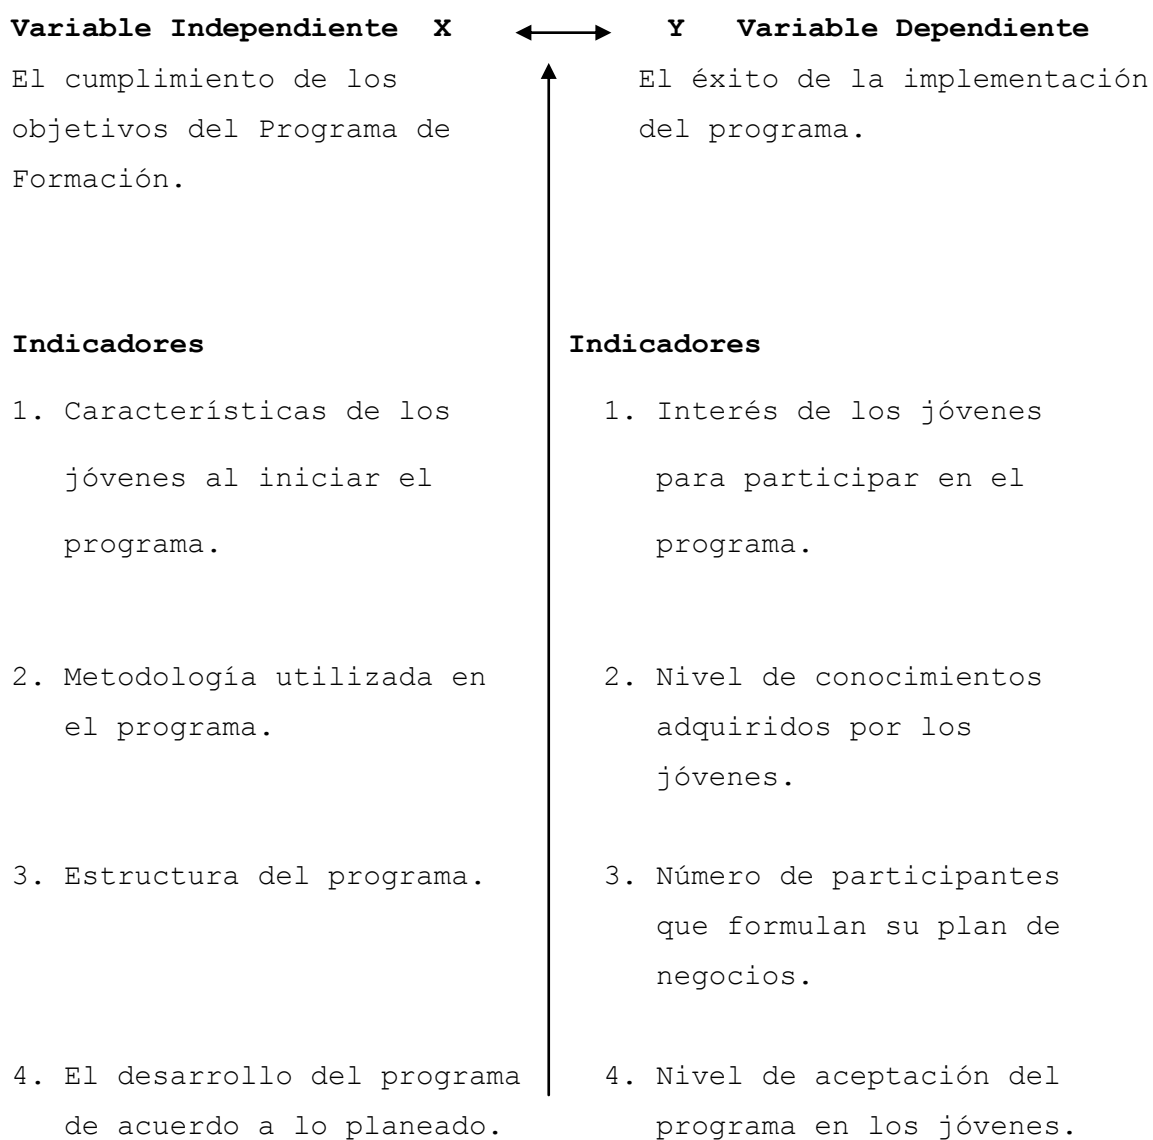 Variable Independiente X
Y Variable Dependiente
El cumplimiento de los
objetivos del Programa de
Formación.
El éxito de la implementación
del programa.
Indicadores
1. Características de los
jóvenes al iniciar el
programa.
2. Metodología utilizada en
el programa.
3. Estructura del programa.
4. El desarrollo del programa
de acuerdo a lo planeado.
Indicadores
1. Interés de los jóvenes
para participar en el
programa.
2. Nivel de conocimientos
adquiridos por los
jóvenes.
3. Número de participantes
que formulan su plan de
negocios.
4. Nivel de aceptación del
programa en los jóvenes.